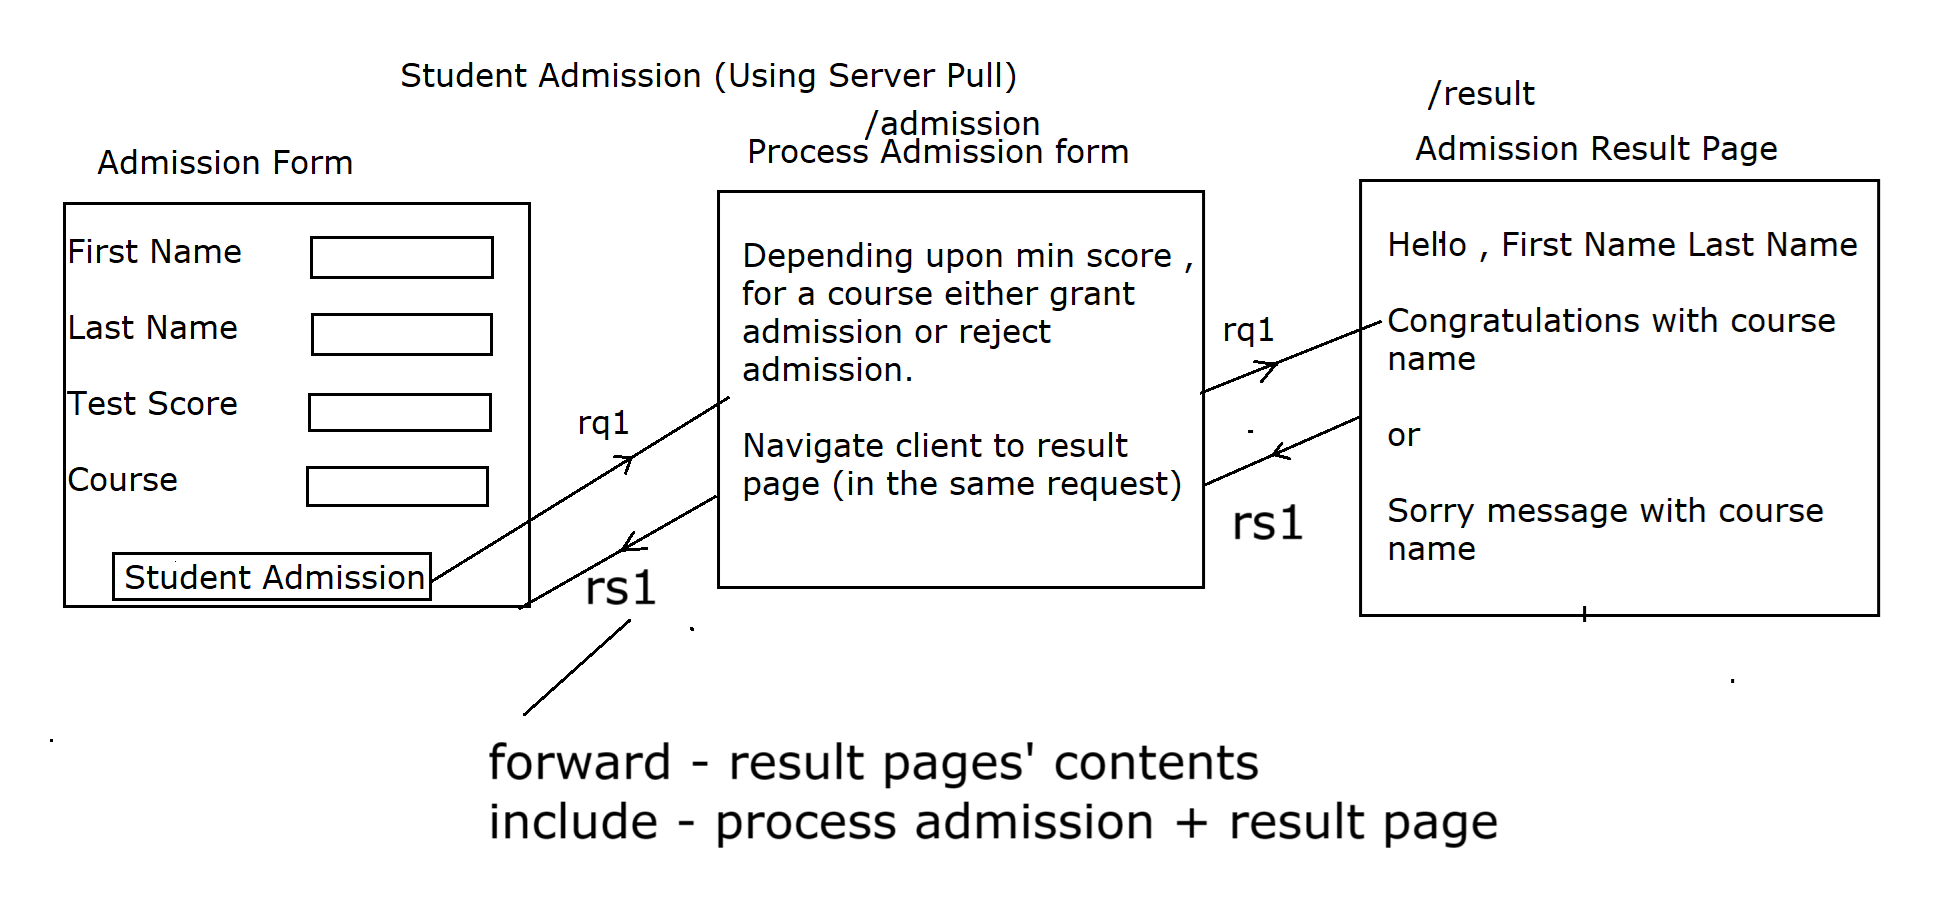 Student Admission (Using Server Pull)
/admission
/result
Process Admission form
Admission Result Page
Admission Form
First Name
Last Name
Test Score
Course
Student Admission
rq1
rs1
Depending upon min score ,
for a course either grant
admission or reject
admission.
Navigate client to result
page (in the same request)
rq1
rs1
Hello , First Name Last Name
Congratulations with course
name
or
Sorry message with course
name
forward - result pages' contents
include - process admission + result page